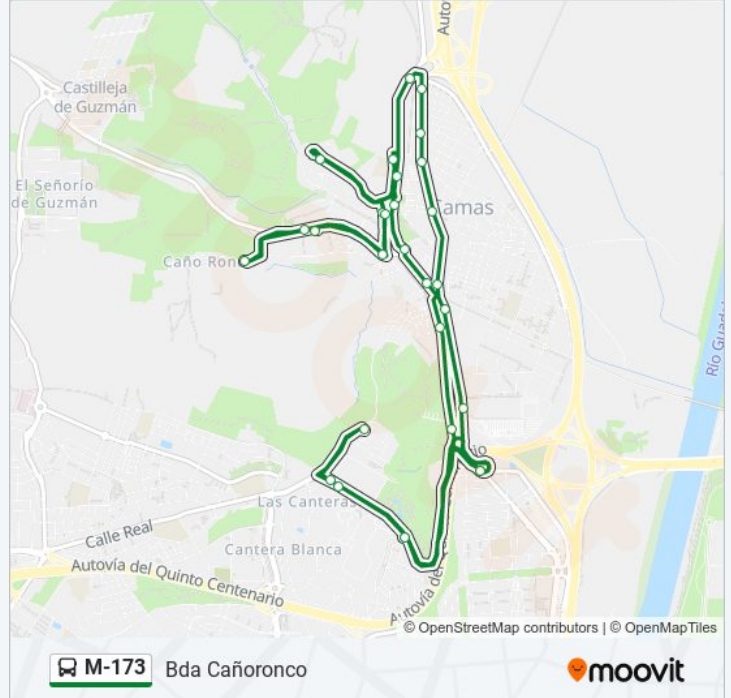 Castilleja
de Guzmán
El Señorío
de Guzmán
Camas
Caño Ron
Río Guad
Las Canteras
Calle Real
Cantera Blanca
Autovía del Quinto Centenario
Autovía del
© OpenStreetMap contributors | © OpenMapTiles
M-173 Bda Cañoronco
moovit